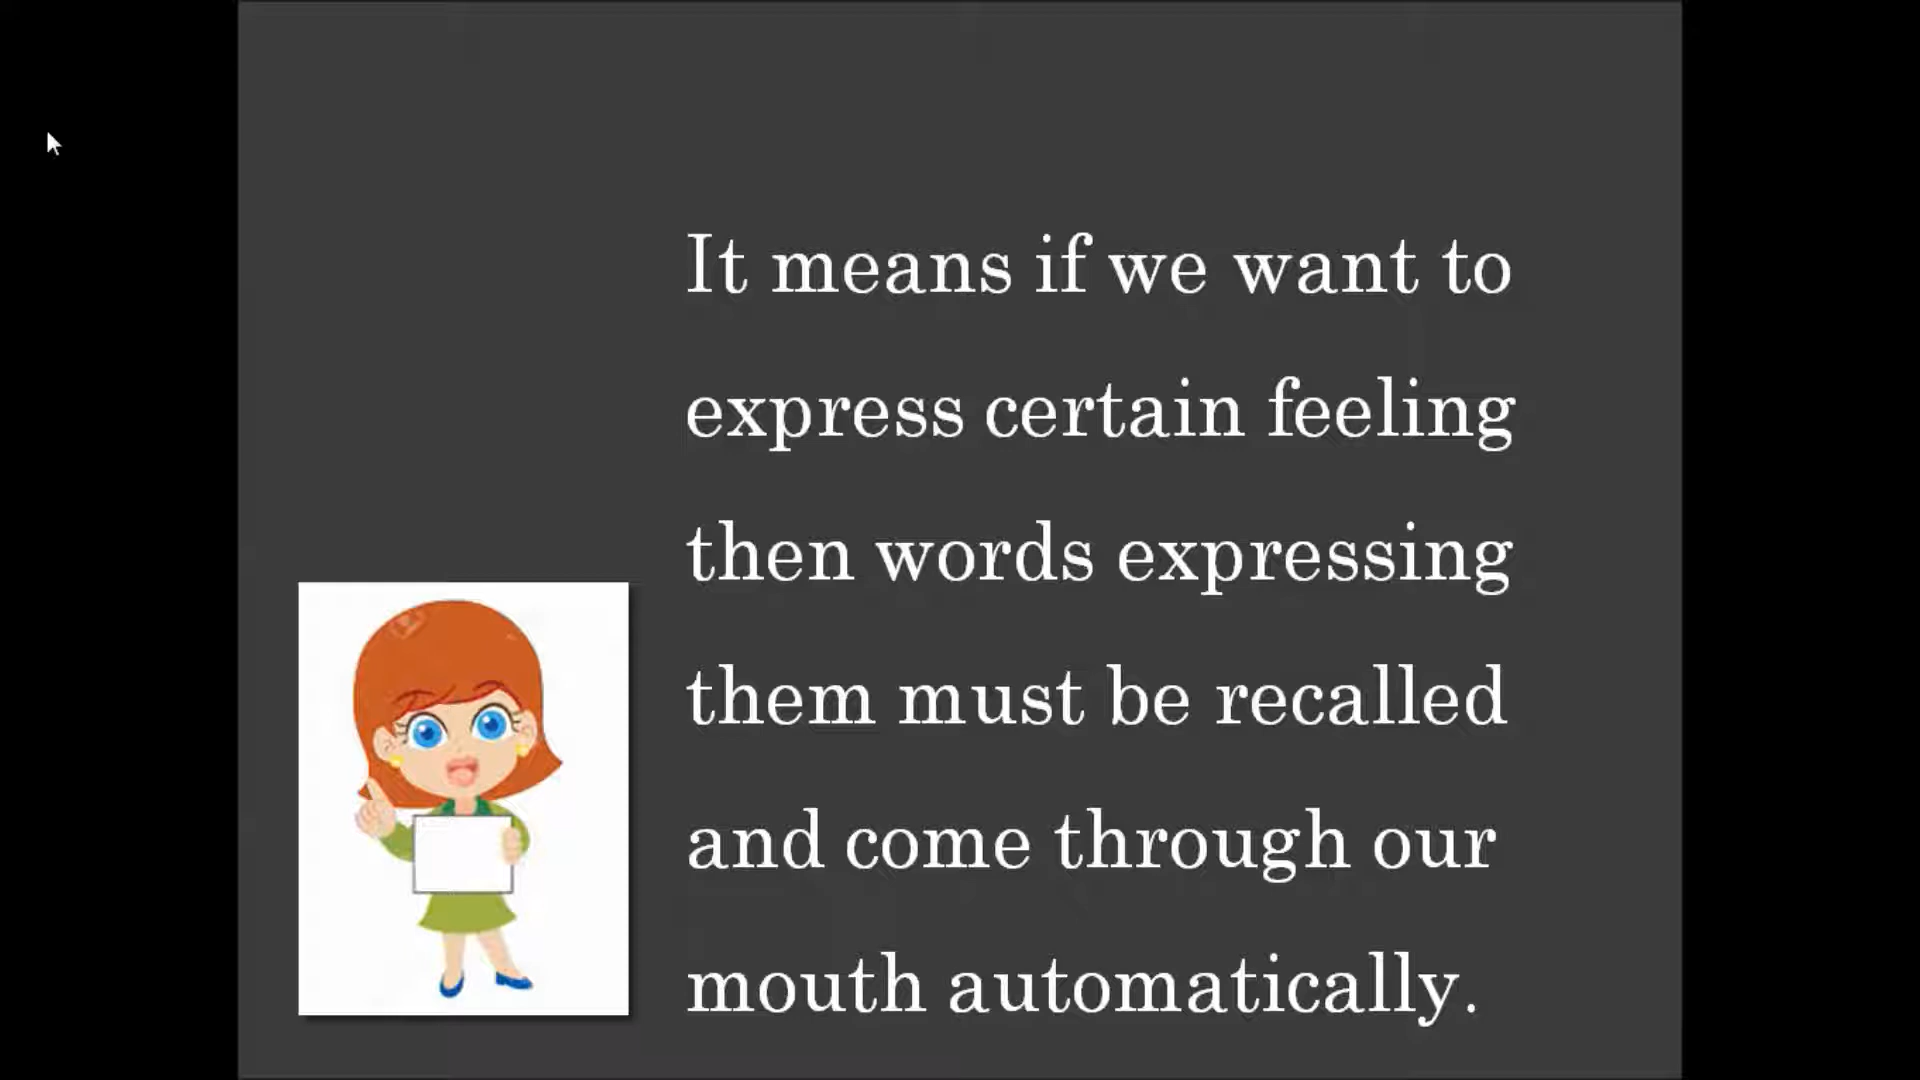 It means if we want to
express certain feeling
then words expressing
them must be recalled
and come through our
mouth automatically.